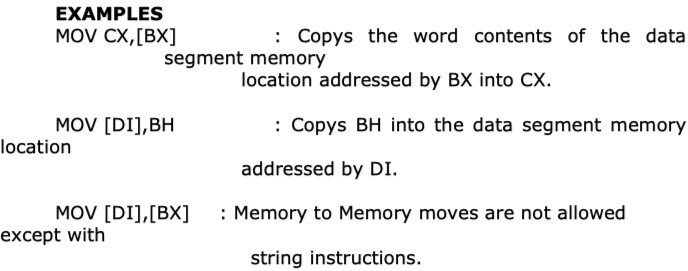 EXAMPLES
MOV CX,[BX] : Copys the word contents of the data
segment memory
location addressed by BX into CX.
MOV [DI],BH : Copys BH into the data segment memory
location
addressed by DI.
MOV [DI],[BX] : Memory to Memory moves are not allowed
except with
string instructions.